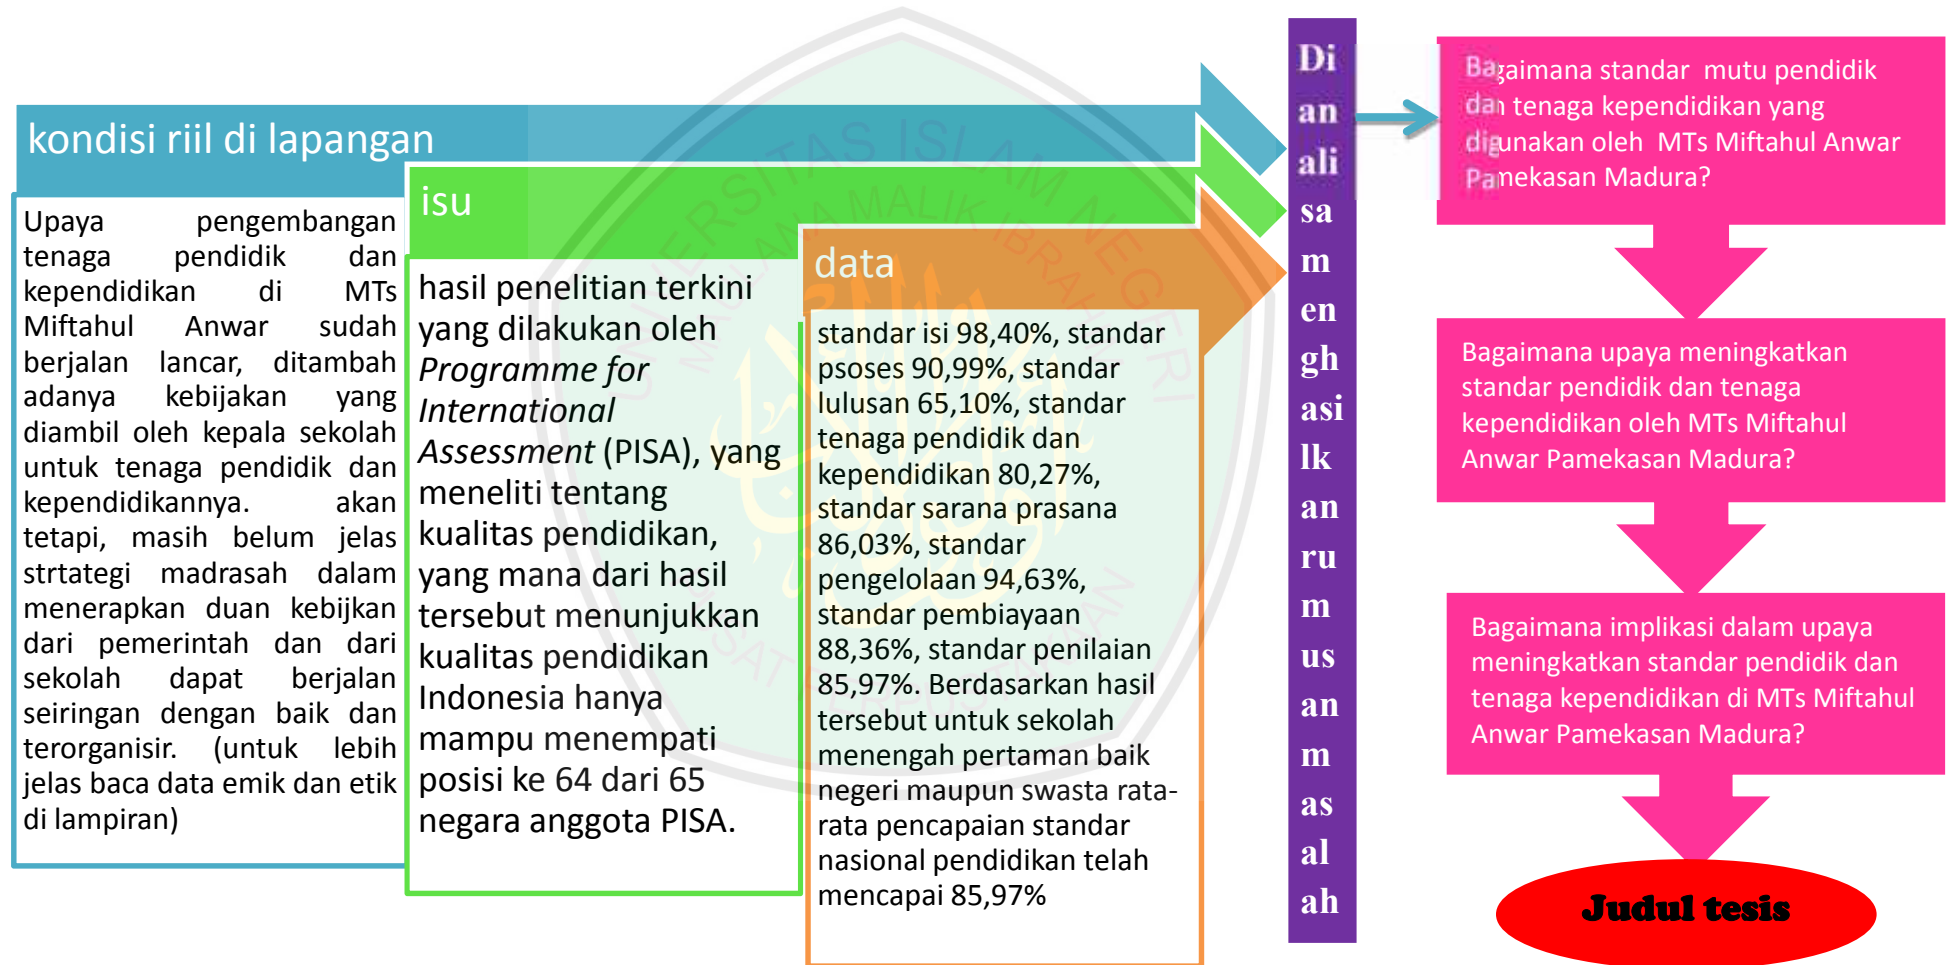 kondisi riil di lapangan
Upaya pengembangan
tenaga pendidik dan
kependidikan di MTs
Miftahul Anwar sudah
berjalan lancar, ditambah
adanya kebijakan yang
diambil oleh kepala sekolah
untuk tenaga pendidik dan
kependidikannya. akan
tetapi, masih belum jelas
strtategi madrasah dalam
menerapkan duan kebijkan
dari pemerintah dan dari
sekolah dapat berjalan
seiringan dengan baik dan
terorganisir. (untuk lebih
jelas baca data emik dan etik
di lampiran)
isu
hasil penelitian terkini
yang dilakukan oleh
Programme for
International
Assessment (PISA), yang
meneliti tentang
kualitas pendidikan,
yang mana dari hasil
tersebut menunjukkan
kualitas pendidikan
Indonesia hanya
mampu menempati
posisi ke 64 dari 65
negara anggota PISA.
data
standar isi 98,40%, standar
psoses 90,99%, standar
lulusan 65,10%, standar
tenaga pendidik dan
kependidikan 80,27%,
standar sarana prasana
86,03%, standar
pengelolaan 94,63%,
standar pembiayaan
88,36%, standar penilaian
85,97%. Berdasarkan hasil
tersebut untuk sekolah
menengah pertaman baik
negeri maupun swasta rata-
rata pencapaian standar
nasional pendidikan telah
mencapai 85,97%
Di
an
ali
sa
m
en
gh
asi
lk
an
ru
m
us
an
m
as
al
ah
Bagaimana standar mutu pendidik
dan tenaga kependidikan yang
digunakan oleh MTs Miftahul Anwar
Pamekasan Madura?
Bagaimana upaya meningkatkan
standar pendidik dan tenaga
kependidikan oleh MTs Miftahul
Anwar Pamekasan Madura?
Bagaimana implikasi dalam upaya
meningkatkan standar pendidik dan
tenaga kependidikan di MTs Miftahul
Anwar Pamekasan Madura?
Judul tesis
UNIVERSITAS ISLAM NEGERI
MAULANA MALIK IBRAHIM
PUSAT PERPUSTAKAAN